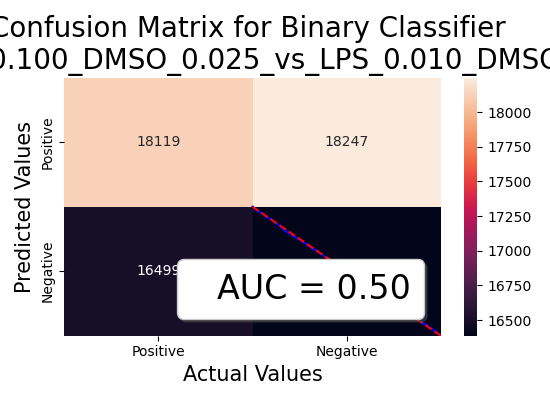 Confusion Matrix for Binary Classifier
0.100_DMSO_0.025_vs_LPS_0.010_DMSO
Predicted Values
Positive
Negative
18119
18247
16499
AUC = 0.50
Positive
Negative
Actual Values
18000
17750
17500
17250
17000
16750
16500